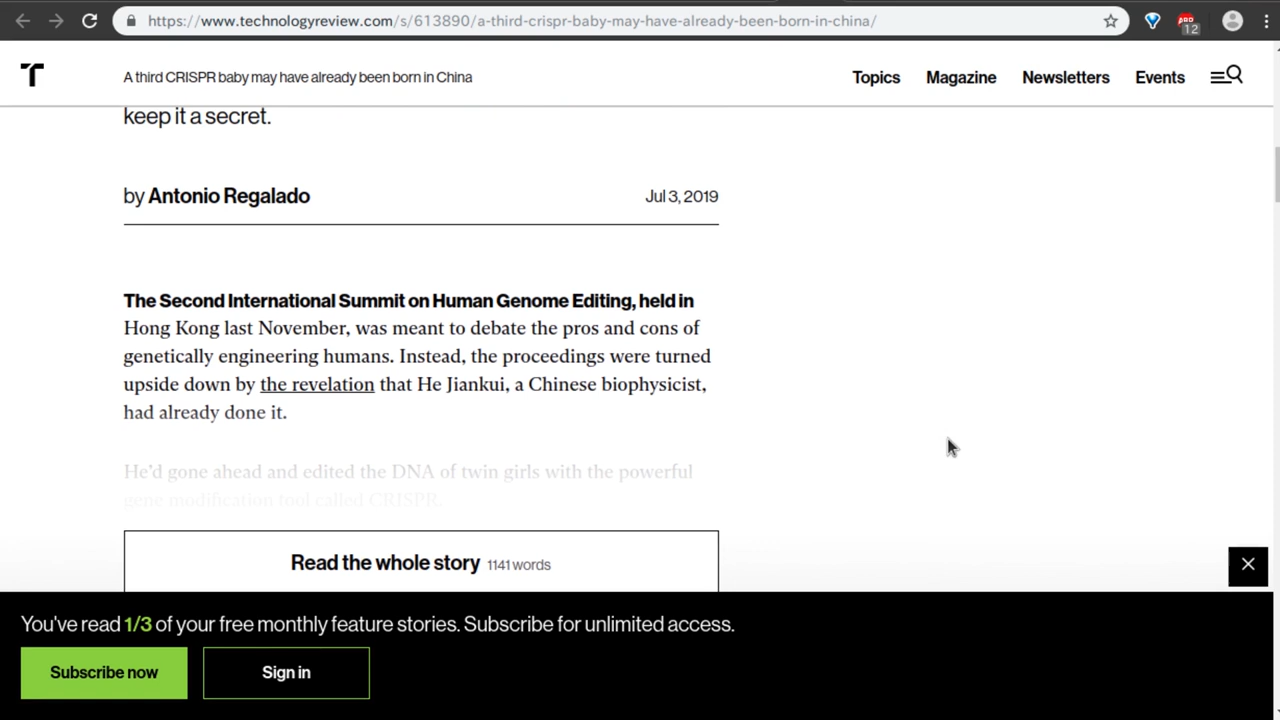 https://www.technologyreview.com/s/613890/a-third-crispr-baby-may-have-already-been-born-in-china/
12
A third CRISPR baby may have already been born in China
Topics
Magazine
Newsletters
Events
keep it a secret.
by Antonio Regalado
Jul 3, 2019
The Second International Summit on Human Genome Editing, held in
Hong Kong last November, was meant to debate the pros and cons of
genetically engineering humans. Instead, the proceedings were turned
upside down by the revelation that He Jiankui, a Chinese biophysicist,
had already done it.
He’d gone ahead and edited the DNA of twin girls with the powerful
gene modification tool called CRISPR.
Read the whole story 1141 words
You've read 1/3 of your free monthly feature stories. Subscribe for unlimited access.
Subscribe now
Sign in